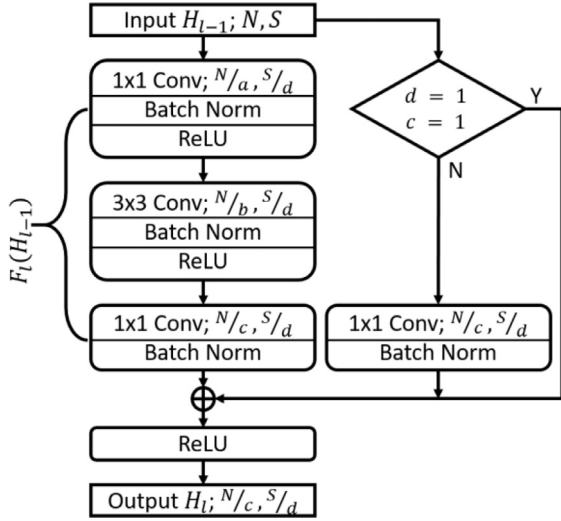 Input H_{l−1}; N, S
1x1 Conv; N/a, S/d
Batch Norm
ReLU
d = 1
c = 1
Y
N
3x3 Conv; N/b, S/d
Batch Norm
ReLU
F_l(H_{l−1})
1x1 Conv; N/c, S/d
Batch Norm
1x1 Conv; N/c, S/d
Batch Norm
ReLU
Output H_l; N/c, S/d